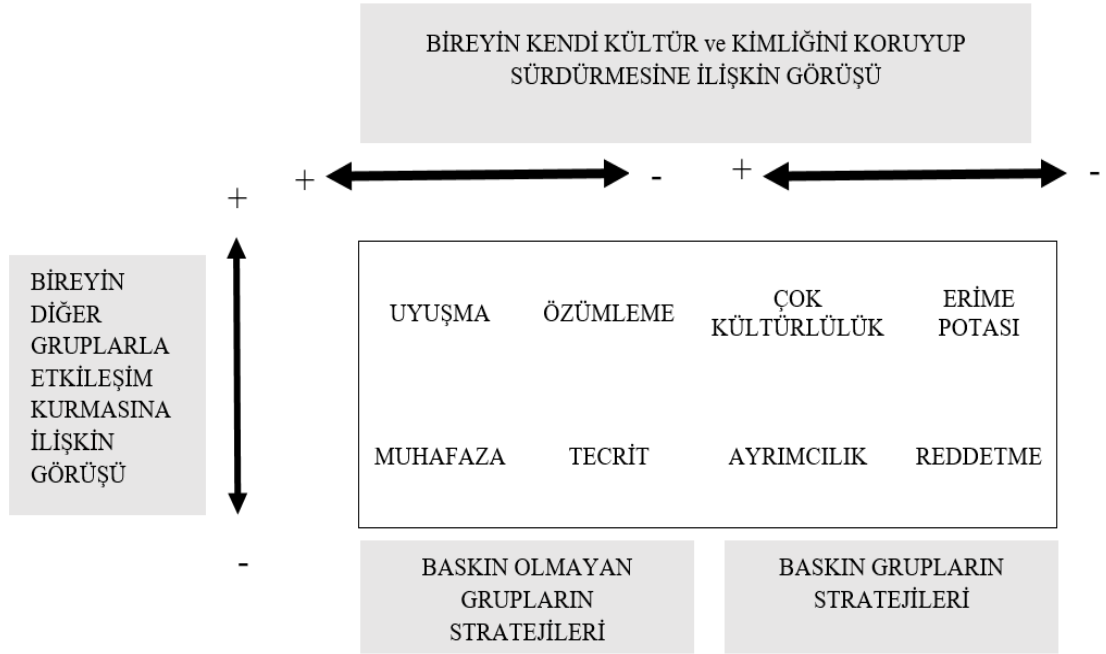 BİREYİN KENDİ KÜLTÜR ve KİMLİĞİNİ KORUYUP
SÜRDÜRMESİNE İLİŞKİN GÖRÜŞÜ
+ - + -
+
BİREYİN
DİĞER
GRUPLARLA
ETKİLEŞİM
KURMASINA
İLİŞKİN
GÖRÜŞÜ
-
UYUŞMA
ÖZÜMLEME
ÇOK
KÜLTÜRLÜLÜK
ERİME
POTASI
MUHAFAZA
TECRİT
AYRIMCILIK
REDDETME
BASKIN OLMAYAN
GRUPLARIN
STRATEJİLERİ
BASKIN GRUPLARIN
STRATEJİLERİ